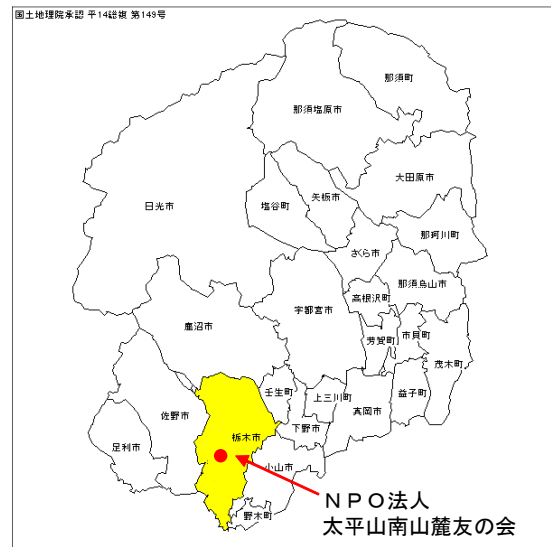 国土地理院承認 平14総複 第149号
那須町
那須塩原市
大田原市
矢板市
塩谷町
日光市
那珂川町
さくら市
那須烏山市
高根沢町
宇都宮市
市貝町
鹿沼市
芳賀町
茂木町
壬生町
上三川町
真岡市
益子町
佐野市
下野市
栃木市
足利市
小山市
野木町
NPO法人
太平山南山麓友の会